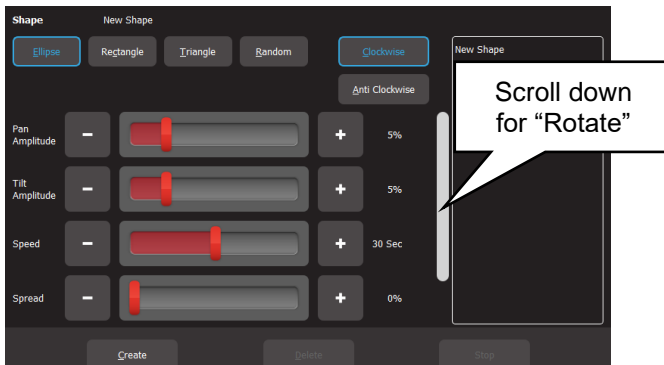 Shape New Shape
Ellipse Rectangle Triangle Random Clockwise New Shape
Anti Clockwise
Scroll down
for “Rotate”
Pan
Amplitude − + 5%
Tilt
Amplitude − + 5%
Speed − + 30 Sec
Spread − + 0%
Create Delete Stop